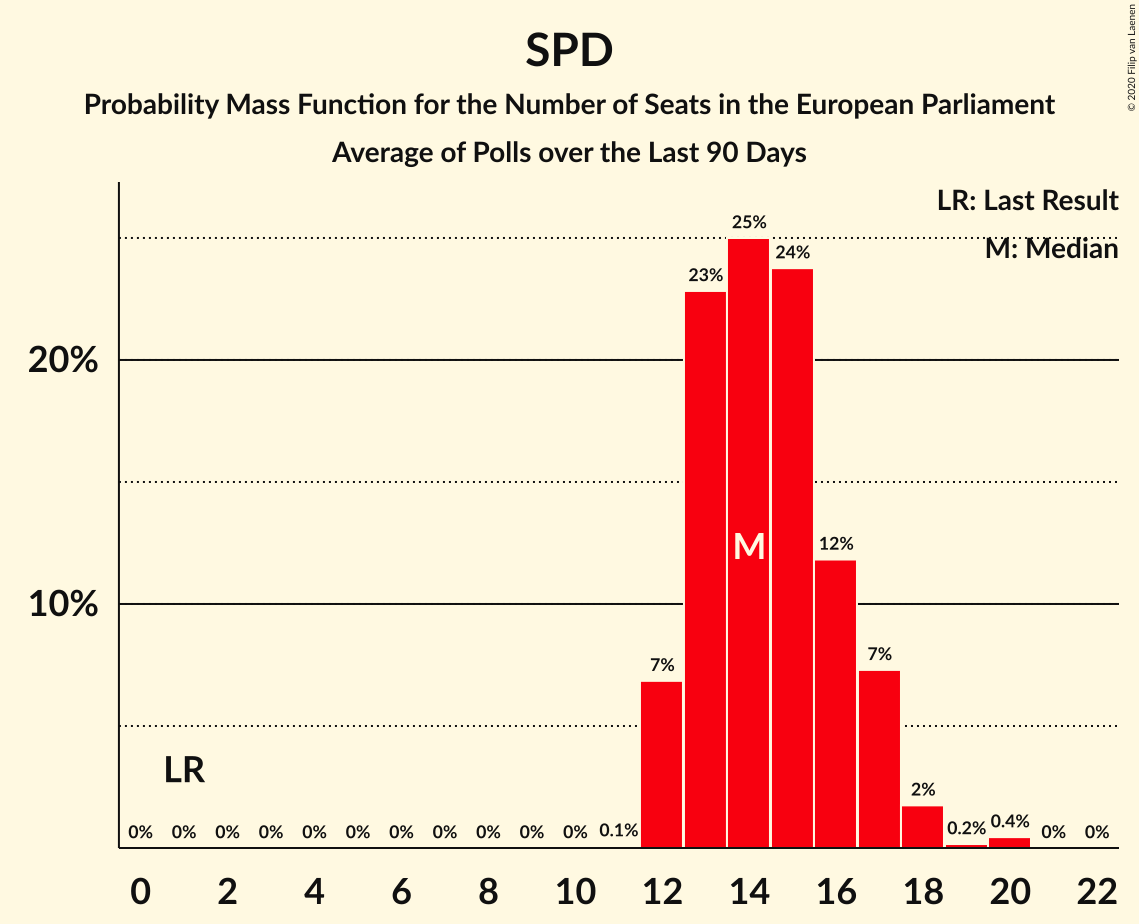 SPD
Probability Mass Function for the Number of Seats in the European Parliament
Average of Polls over the Last 90 Days
© 2020 Filip van Laenen
LR: Last Result
M: Median
25%
24%
23%
20%
M
12%
10%
7%
7%
LR
2%
0% 0% 0% 0% 0% 0% 0% 0% 0% 0% 0% 0.1% 0.2% 0.4% 0% 0%
0 2 4 6 8 10 12 14 16 18 20 22